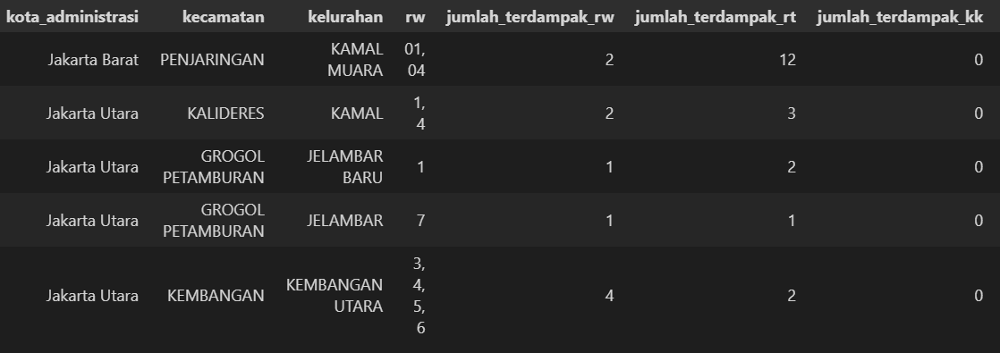 kota_administrasi kecamatan kelurahan rw jumlah_terdampak_rw jumlah_terdampak_rt jumlah_terdampak_kk
Jakarta Barat PENJARINGAN KAMAL MUARA 01, 04 2 12 0
Jakarta Utara KALIDERES KAMAL 1, 4 2 3 0
Jakarta Utara GROGOL PETAMBURAN JELAMBAR BARU 1 1 2 0
Jakarta Utara GROGOL PETAMBURAN JELAMBAR 7 1 1 0
Jakarta Utara KEMBANGAN KEMBANGAN UTARA 3, 4, 5, 6 4 2 0